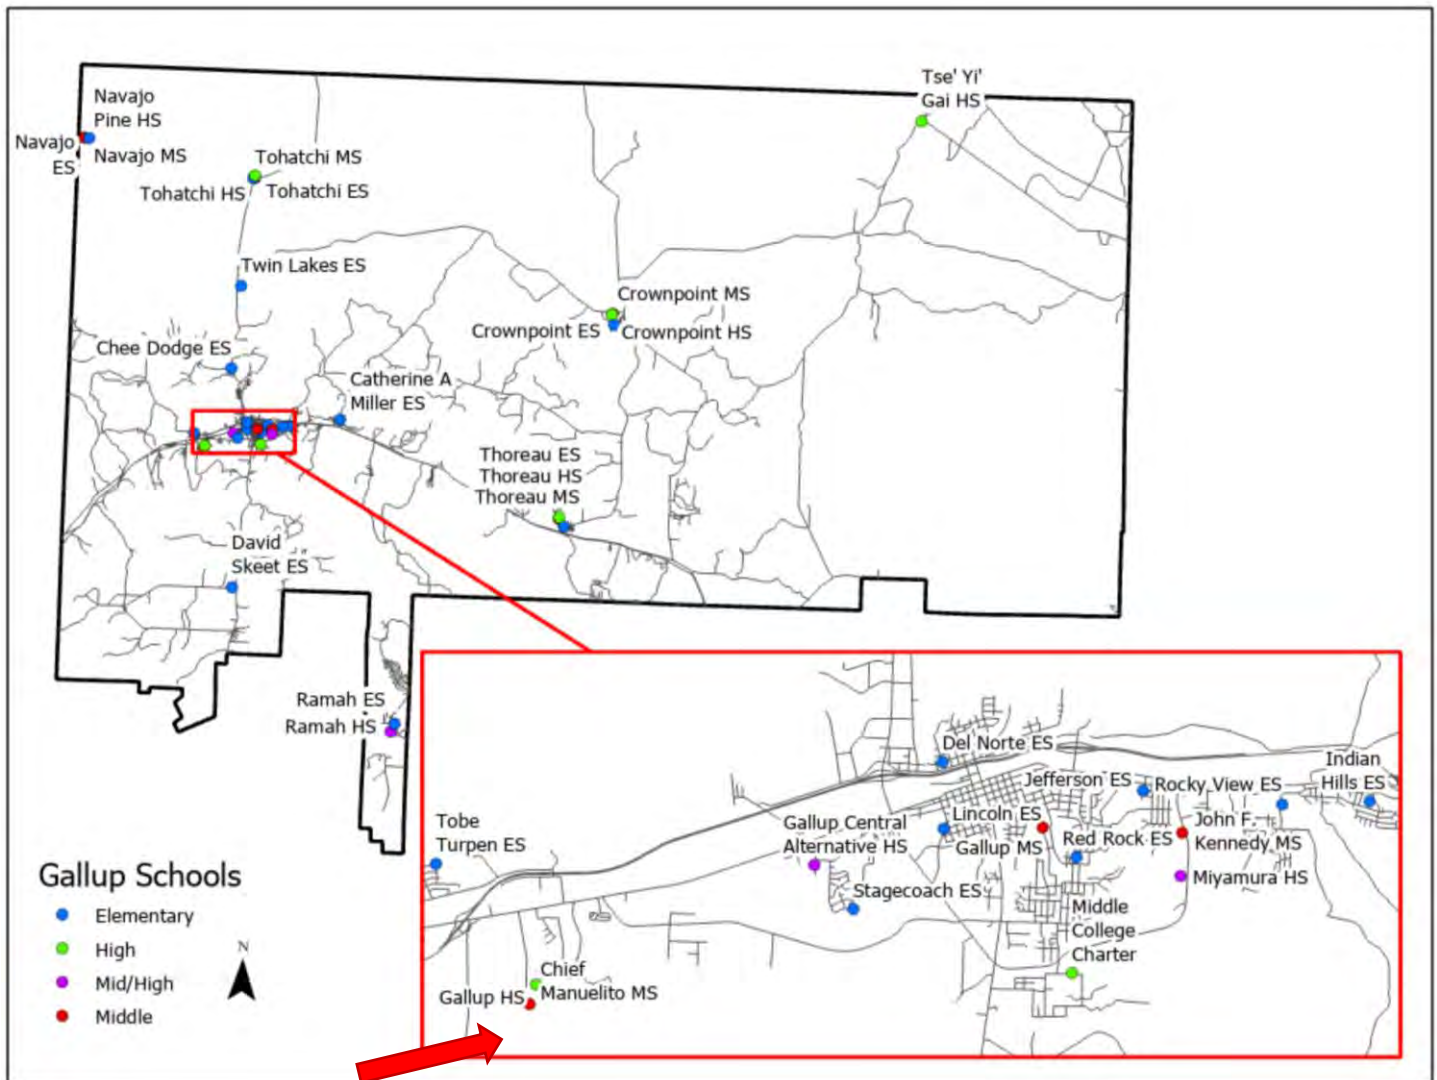 Tse' Yi'
Gai HS
Navajo
Pine HS
Navajo
ES
Navajo MS
Tohatchi MS
Tohatchi HS
Tohatchi ES
Twin Lakes ES
Crownpoint MS
Crownpoint ES
Crownpoint HS
Chee Dodge ES
Catherine A
Miller ES
Thoreau ES
Thoreau HS
Thoreau MS
David
Skeet ES
Ramah ES
Ramah HS
Del Norte ES
Indian
Hills ES
Jefferson ES
Rocky View ES
Tobe
Turpen ES
Gallup Central
Alternative HS
Lincoln ES
Gallup MS
Red Rock ES
John F.
Kennedy MS
Miyamura HS
Stagecoach ES
Middle
College
Charter
Chief
Manuelito MS
Gallup HS
Gallup Schools
Elementary
High
Mid/High
Middle
N